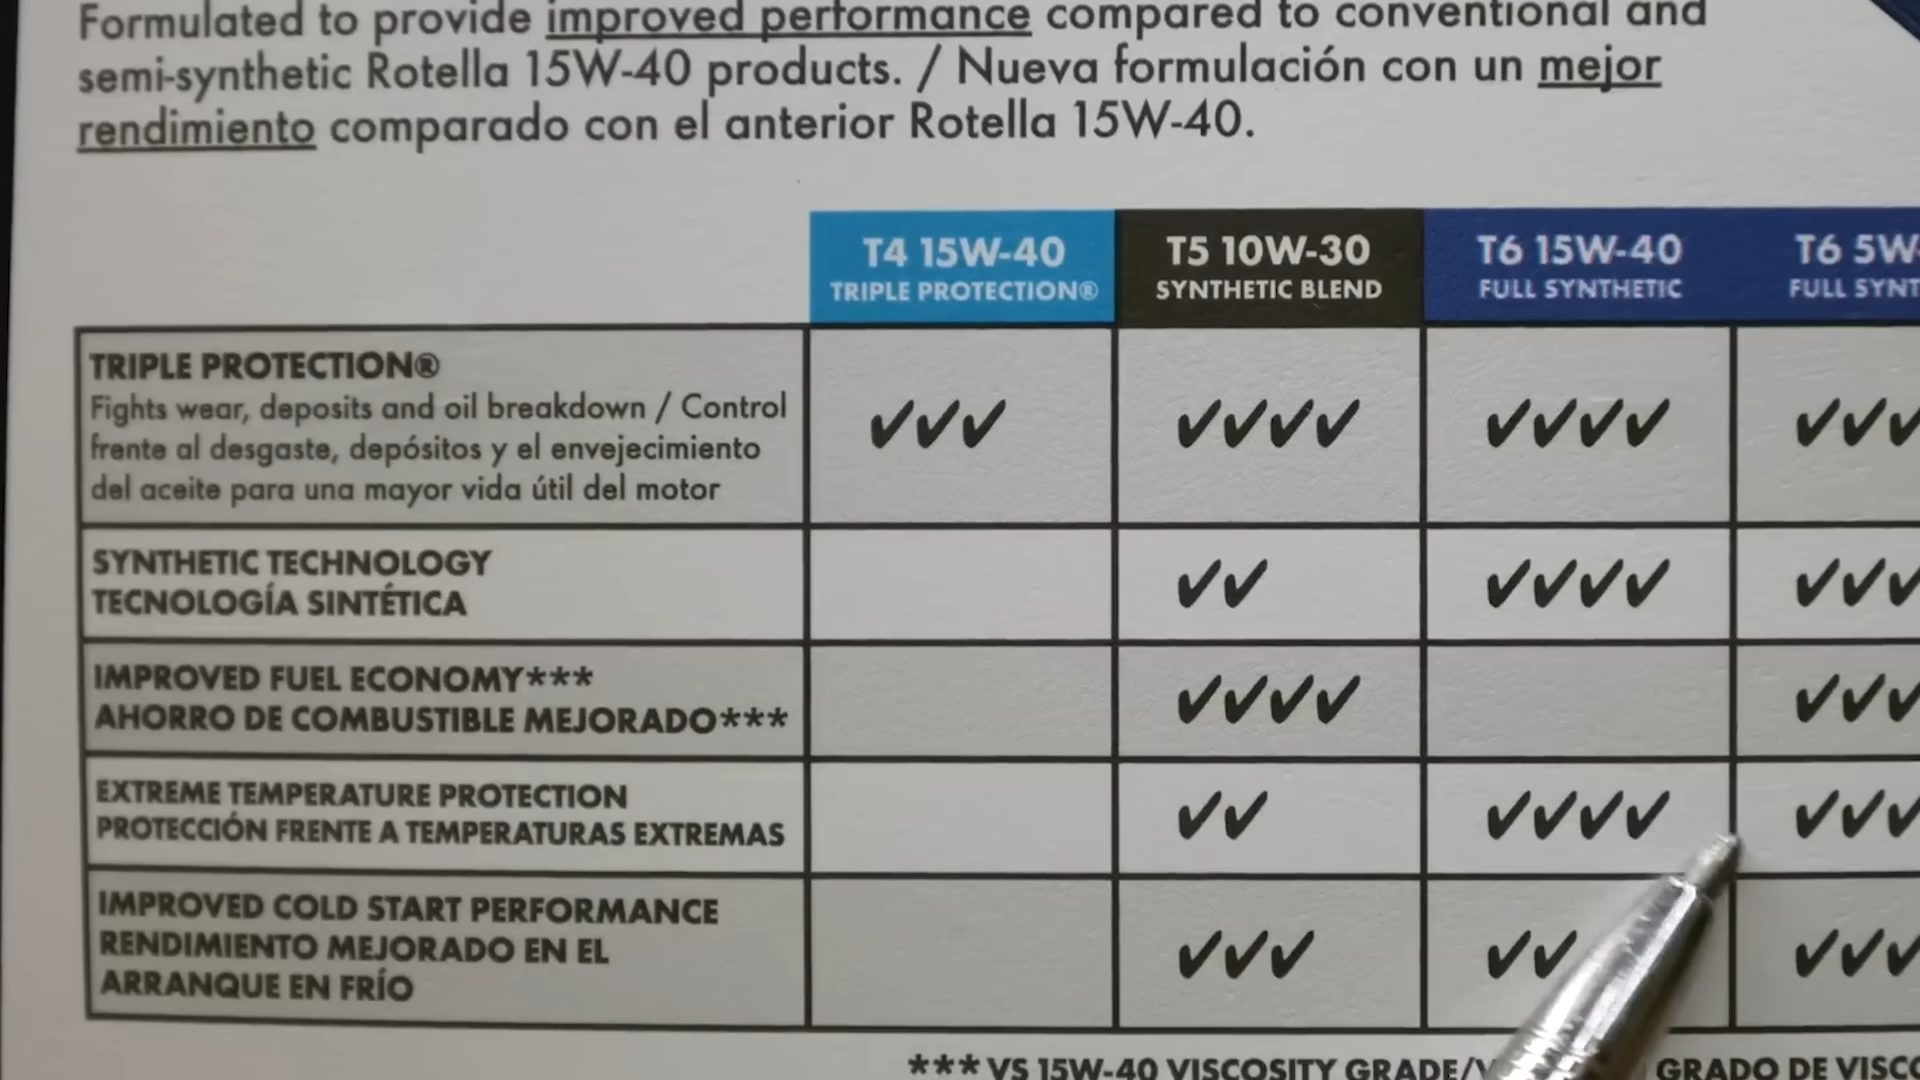 Formulated to provide improved performance compared to conventional and
semi-synthetic Rotella 15W-40 products. / Nueva formulación con un mejor
rendimiento comparado con el anterior Rotella 15W-40.
T4 15W-40
TRIPLE PROTECTION®
T5 10W-30
SYNTHETIC BLEND
T6 15W-40
FULL SYNTHETIC
T6 5W-
FULL SYNT
TRIPLE PROTECTION®
Fights wear, deposits and oil breakdown / Control
frente al desgaste, depósitos y el envejecimiento
del aceite para una mayor vida útil del motor
SYNTHETIC TECHNOLOGY
TECNOLOGÍA SINTÉTICA
IMPROVED FUEL ECONOMY***
AHORRO DE COMBUSTIBLE MEJORADO***
EXTREME TEMPERATURE PROTECTION
PROTECCIÓN FRENTE A TEMPERATURAS EXTREMAS
IMPROVED COLD START PERFORMANCE
RENDIMIENTO MEJORADO EN EL
ARRANQUE EN FRÍO
*** VS 15W-40 VISCOSITY GRADE/ GRADO DE VISCO